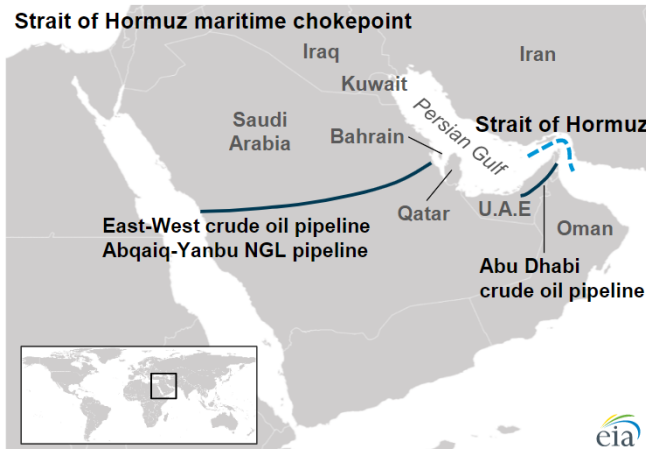 Strait of Hormuz maritime chokepoint
Iraq
Iran
Kuwait
Saudi
Arabia
Persian Gulf
Strait of Hormuz
Bahrain
Qatar
U.A.E
East-West crude oil pipeline
Abqaiq-Yanbu NGL pipeline
Oman
Abu Dhabi
crude oil pipeline
eia